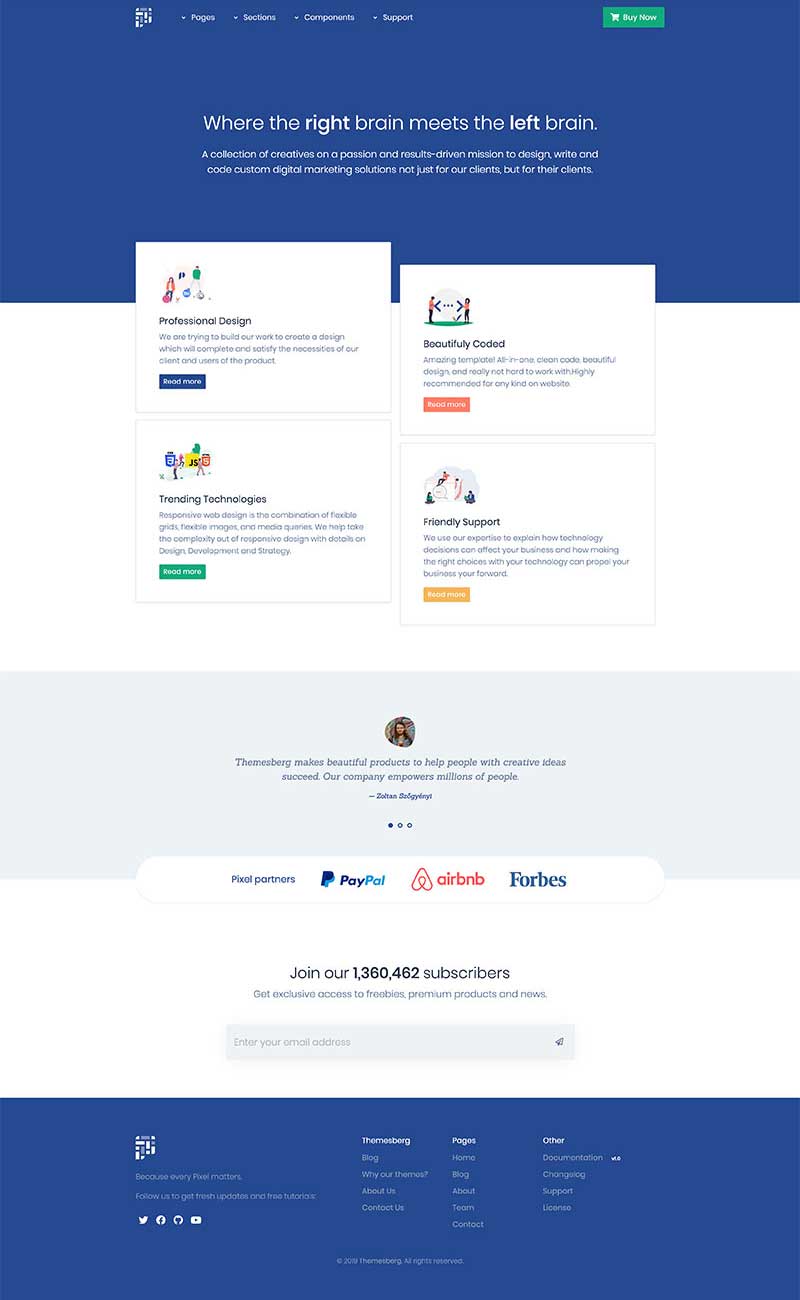 Pages Sections Components Support Buy Now
Where the right brain meets the left brain.
A collection of creatives on a passion and results-driven mission to design, write and
code custom digital marketing solutions not just for our clients, but for their clients.
Professional Design
We are trying to build our work to create a design
which will complete and satisfy the necessities of our
client and users of the product.
Read more
Beautifuly Coded
Amazing template! All-in-one, clean code, beautiful
design, and really not hard to work with.Highly
recommended for any kind on website.
Read more
JS
Trending Technologies
Responsive web design is the combination of flexible
grids, flexible images, and media queries. We help take
the complexity out of responsive design with details on
Design, Development and Strategy.
Read more
Friendly Support
We use our expertise to explain how technology
decisions can affect your business and how making
the right choices with your technology can propel your
business your forward.
Read more
Themesberg makes beautiful products to help people with creative ideas
succeed. Our company empowers millions of people.
— Zoltan Szőgyényi
Pixel partners PayPal airbnb Forbes
Join our 1,360,462 subscribers
Get exclusive access to freebies, premium products and news.
Enter your email address
Because every Pixel matters.
Follow us to get fresh updates and free tutorials:
Themesberg
Blog
Why our themes?
About Us
Contact Us
Pages
Home
Blog
About
Team
Contact
Other
Documentation v1.0
Changelog
Support
License
© 2019 Themesberg. All rights reserved.